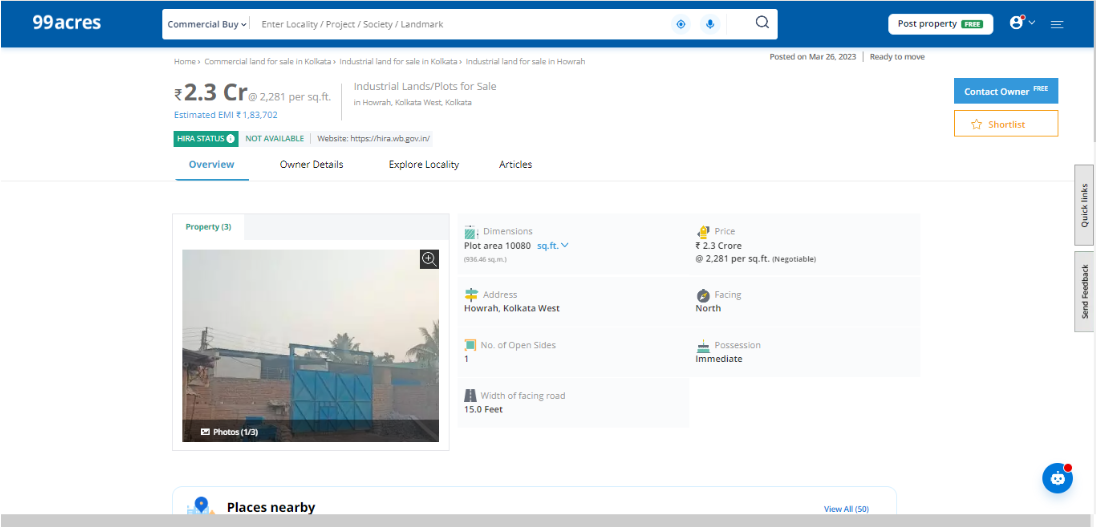 99acres
Commercial Buy
Enter Locality / Project / Society / Landmark
Post property FREE
Home › Commercial land for sale in Kolkata › Industrial land for sale in Kolkata › Industrial land for sale in Howrah
Posted on Mar 26, 2023 | Ready to move
₹2.3 Cr @ 2,281 per sq.ft.
Estimated EMI ₹ 1,83,702
Industrial Lands/Plots for Sale
in Howrah, Kolkata West, Kolkata
Contact Owner FREE
Shortlist
HIRA STATUS NOT AVAILABLE | Website: https://hira.wb.gov.in/
Overview Owner Details Explore Locality Articles
Quick links
Send Feedback
Property (3)
Photos (1/3)
Dimensions
Plot area 10080 sq.ft.
(936.46 sq.m.)
Price
₹ 2.3 Crore
@ 2,281 per sq.ft. (Negotiable)
Address
Howrah, Kolkata West
Facing
North
No. of Open Sides
1
Possession
Immediate
Width of facing road
15.0 Feet
Places nearby
View All (50)